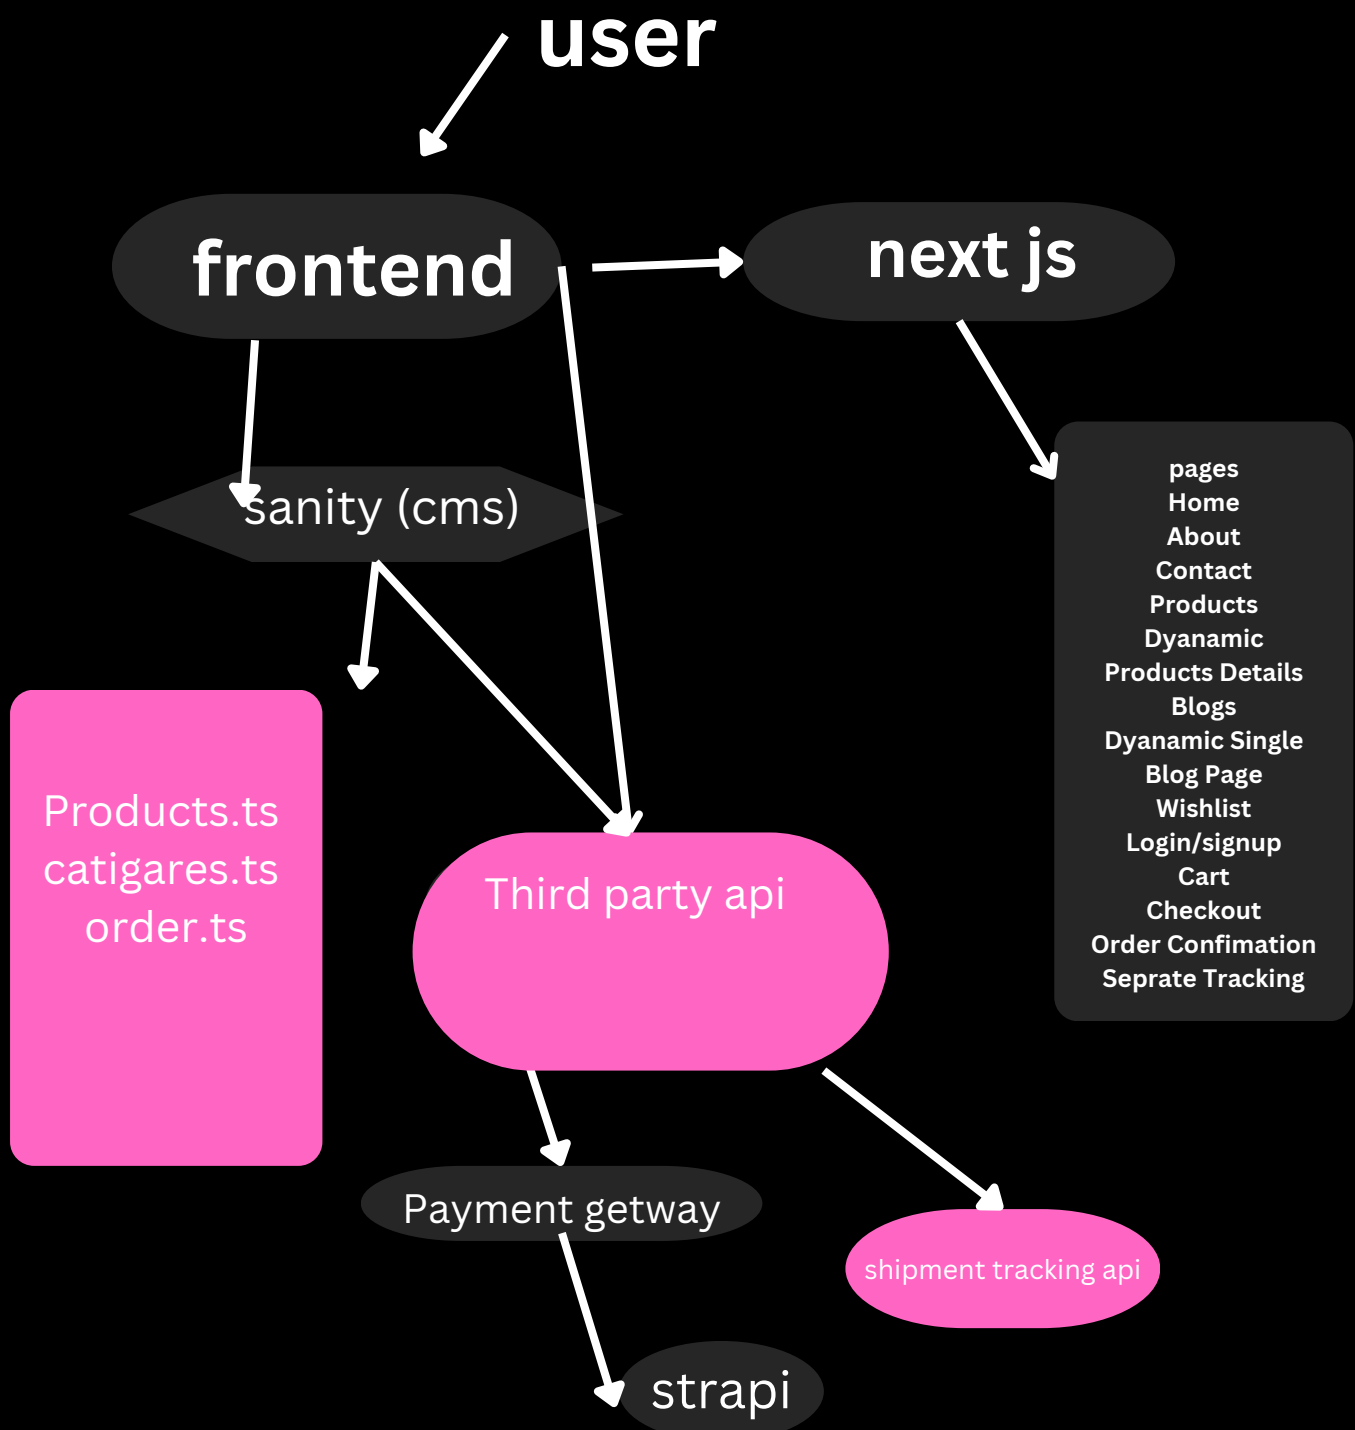 user
frontend
next js
sanity (cms)
pages
Home
About
Contact
Products
Dyanamic
Products Details
Blogs
Dyanamic Single
Blog Page
Wishlist
Login/signup
Cart
Checkout
Order Confimation
Seprate Tracking
Products.ts
catigares.ts
order.ts
Third party api
Payment getway
shipment tracking api
strapi